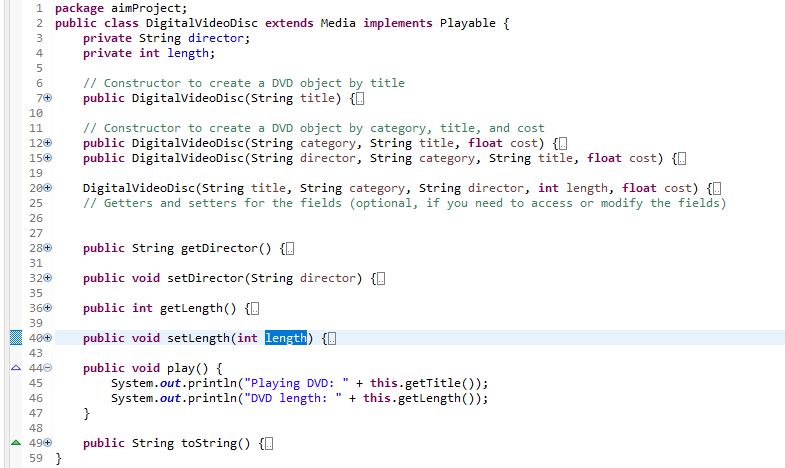 1 package aimProject;
2 public class DigitalVideoDisc extends Media implements Playable {
3 private String director;
4 private int length;
5
6 // Constructor to create a DVD object by title
7 public DigitalVideoDisc(String title) {
10
11 // Constructor to create a DVD object by category, title, and cost
12 public DigitalVideoDisc(String category, String title, float cost) {
15 public DigitalVideoDisc(String director, String category, String title, float cost) {
19
20 DigitalVideoDisc(String title, String category, String director, int length, float cost) {
25 // Getters and setters for the fields (optional, if you need to access or modify the fields)
26
27
28 public String getDirector() {
31
32 public void setDirector(String director) {
35
36 public int getLength() {
39
40 public void setLength(int length) {
43
44 public void play() {
45 System.out.println("Playing DVD: " + this.getTitle());
46 System.out.println("DVD length: " + this.getLength());
47 }
48
49 public String toString() {
59 }